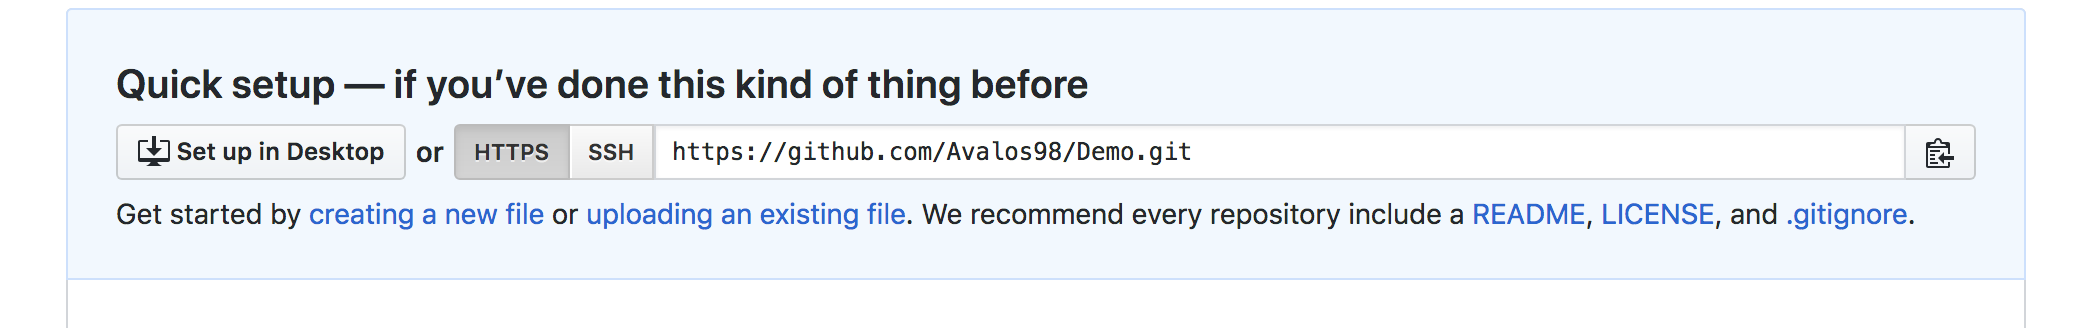 Quick setup — if you’ve done this kind of thing before
Set up in Desktop or HTTPS SSH https://github.com/Avalos98/Demo.git
Get started by creating a new file or uploading an existing file. We recommend every repository include a README, LICENSE, and .gitignore.